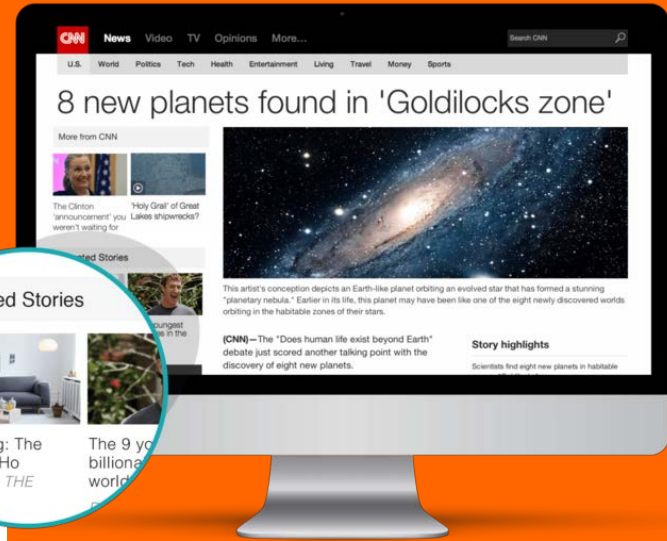 CNN News Video TV Opinions More... Search CNN
U.S. World Politics Tech Health Entertainment Living Travel Money Sports
8 new planets found in 'Goldilocks zone'
More from CNN
The Clinton
'announcement' you
weren't waiting for
'Holy Grail' of Great
Lakes shipwrecks?
ted Stories
oungest
es in the
This artist's conception depicts an Earth-like planet orbiting an evolved star that has formed a stunning
"planetary nebula." Earlier in its life, this planet may have been like one of the eight newly discovered worlds
orbiting in the habitable zones of their stars.
(CNN)—The "Does human life exist beyond Earth"
debate just scored another talking point with the
discovery of eight new planets.
Story highlights
Scientists find eight new planets in habitable
ed Stories
g: The
Ho
THE
The 9 yo
billiona
world